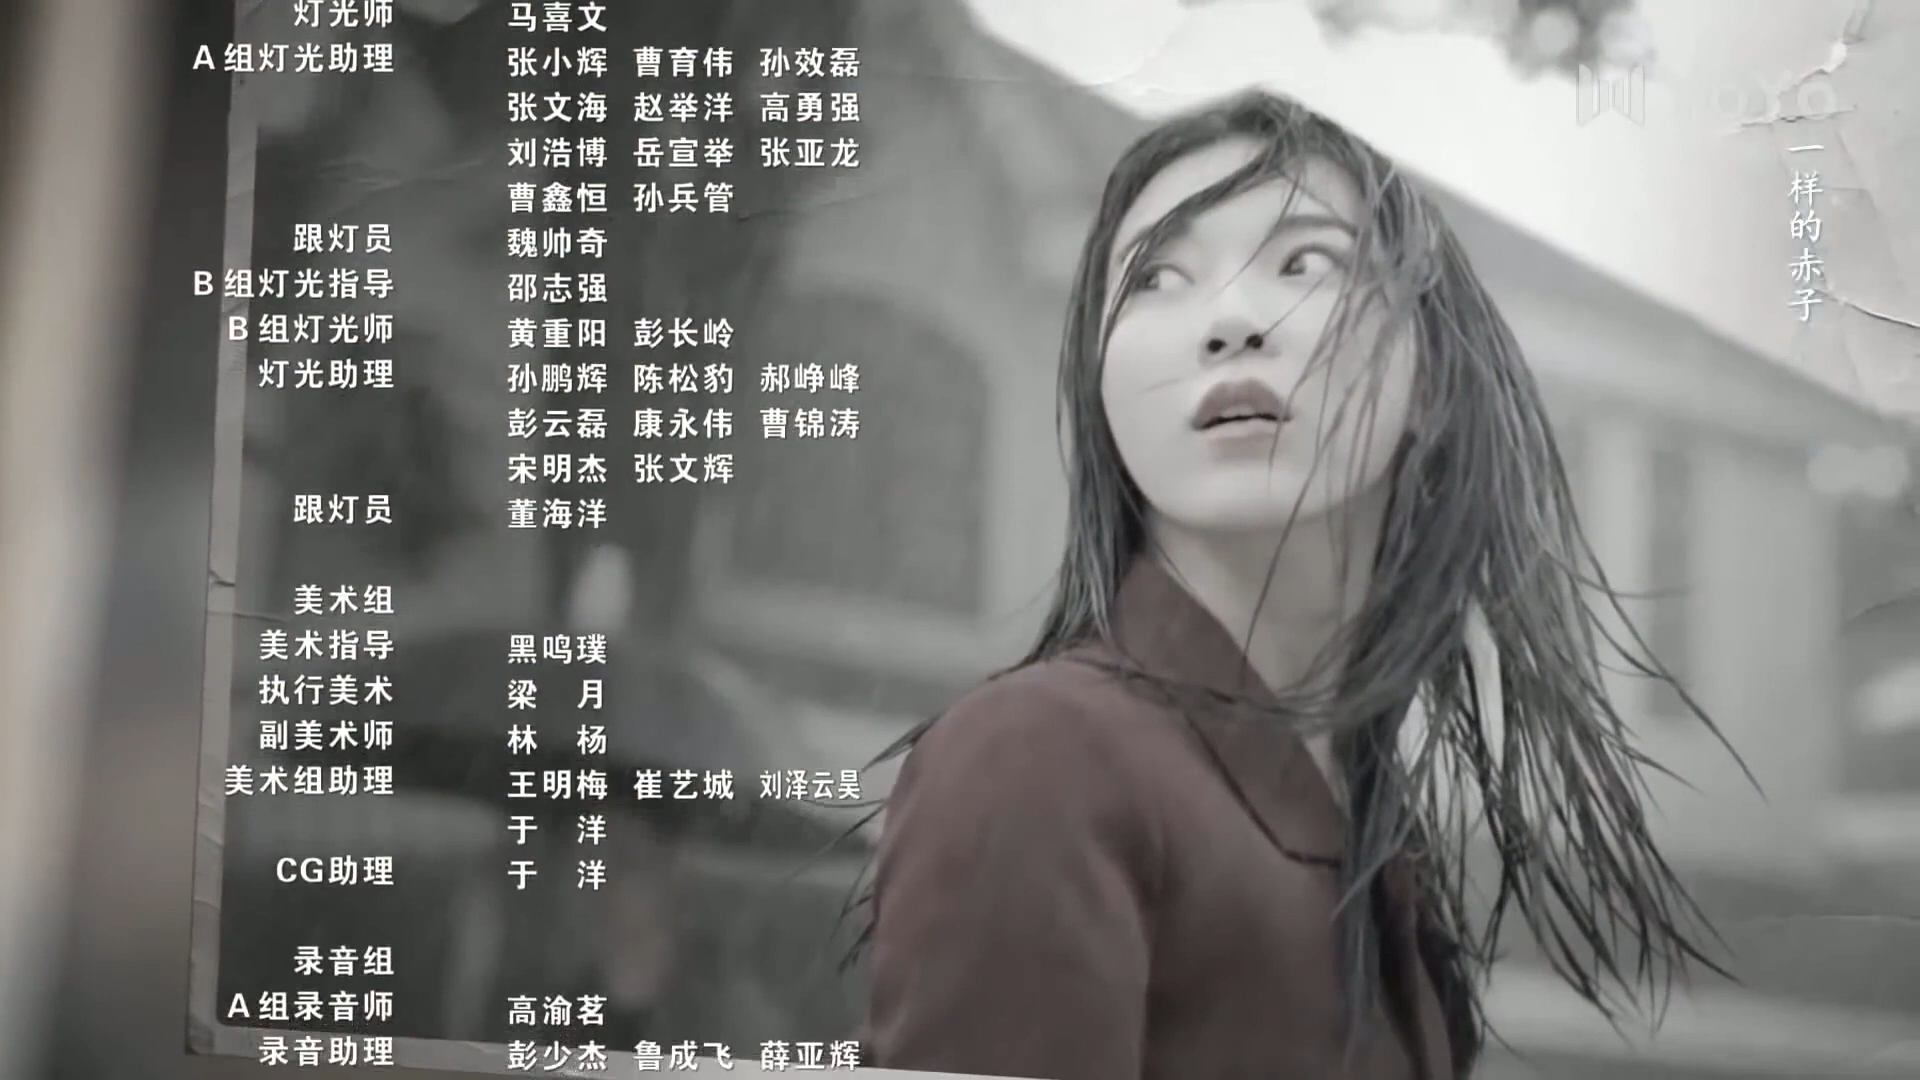 灯光师 马喜文
A组灯光助理 张小辉 曹育伟 孙效磊
张文海 赵举洋 高勇强
刘浩博 岳宣举 张亚龙
曹鑫恒 孙兵管
跟灯员 魏帅奇
B组灯光指导 邵志强
B组灯光师 黄重阳 彭长岭
灯光助理 孙鹏辉 陈松豹 郝峥峰
彭云磊 康永伟 曹锦涛
宋明杰 张文辉
跟灯员 董海洋
美术组
美术指导 黑鸣璞
执行美术 梁 月
副美术师 林 杨
美术组助理 王明梅 崔艺城 刘泽云昊
于 洋
CG助理 于 洋
录音组
A组录音师 高渝茗
录音助理 彭少杰 鲁成飞 薛亚辉
YOYO
一样的赤子